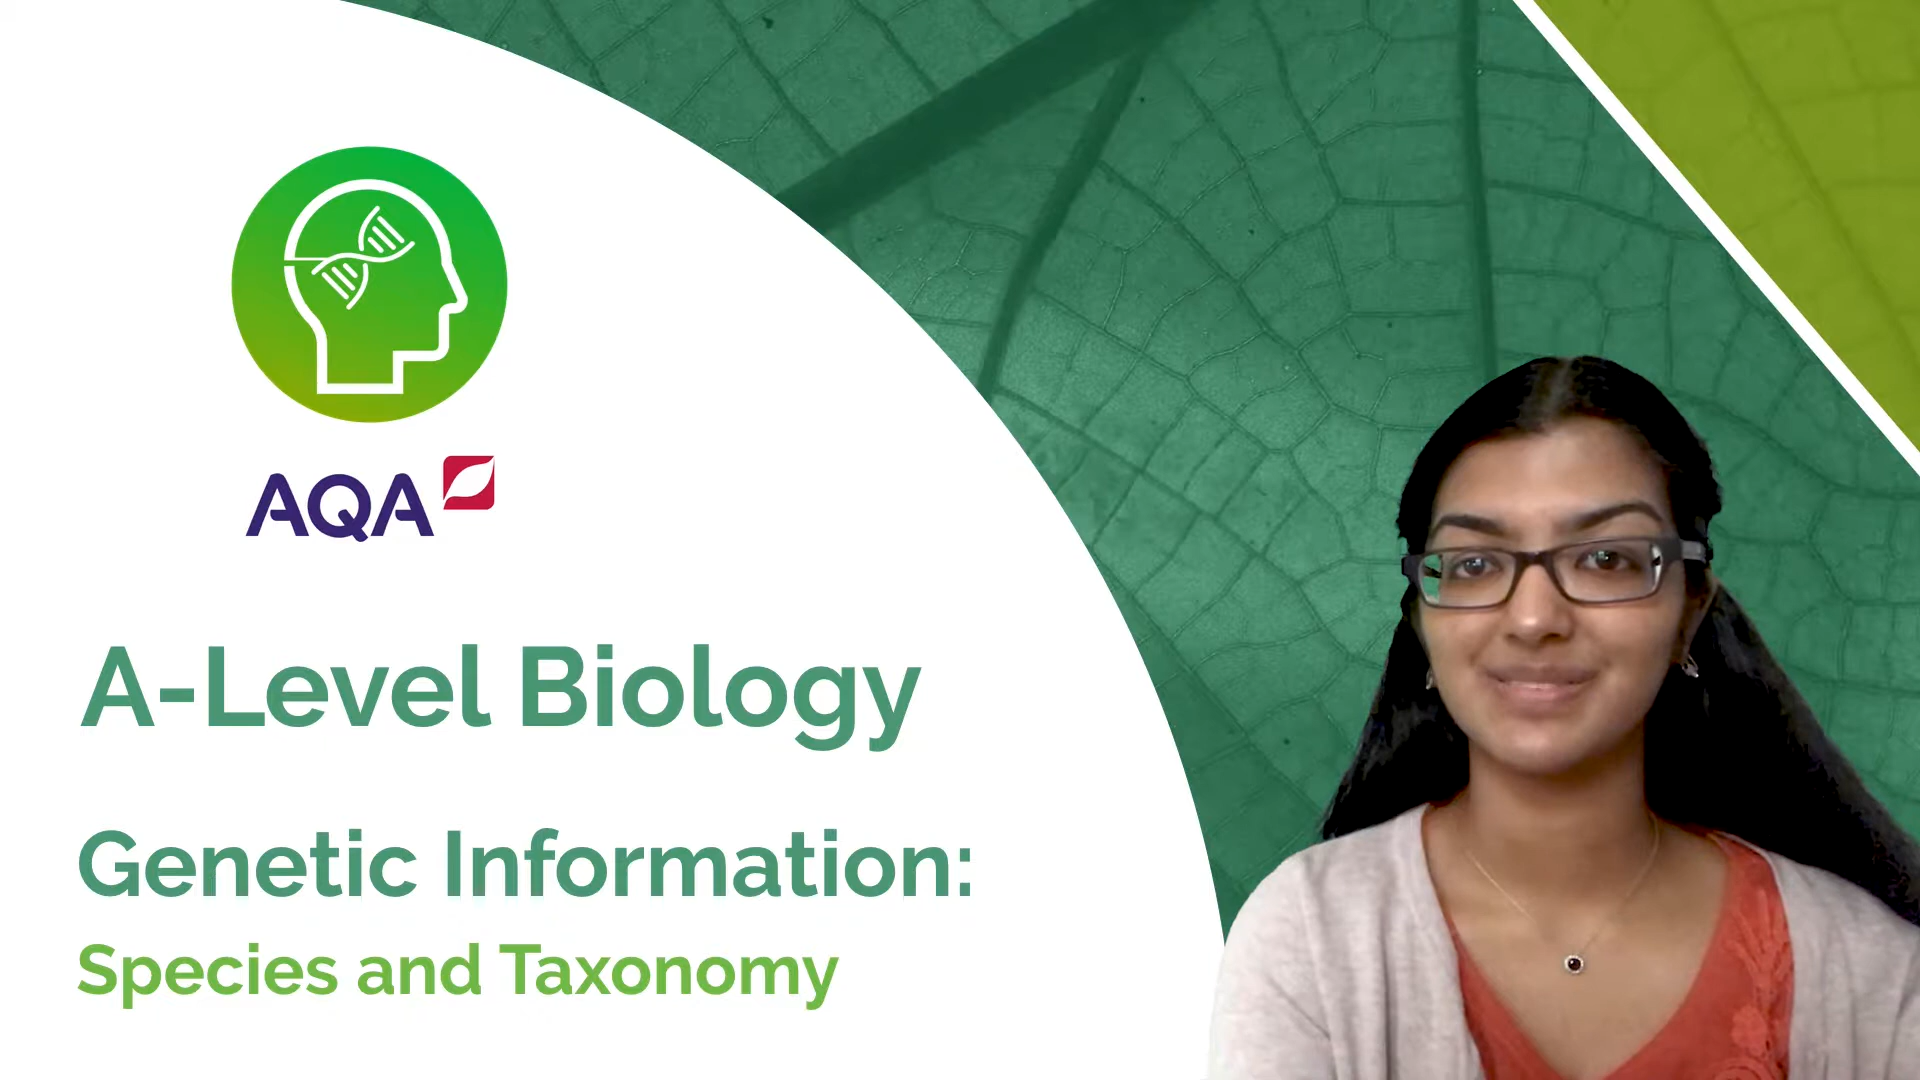 AQA
A-Level Biology
Genetic Information:
Species and Taxonomy